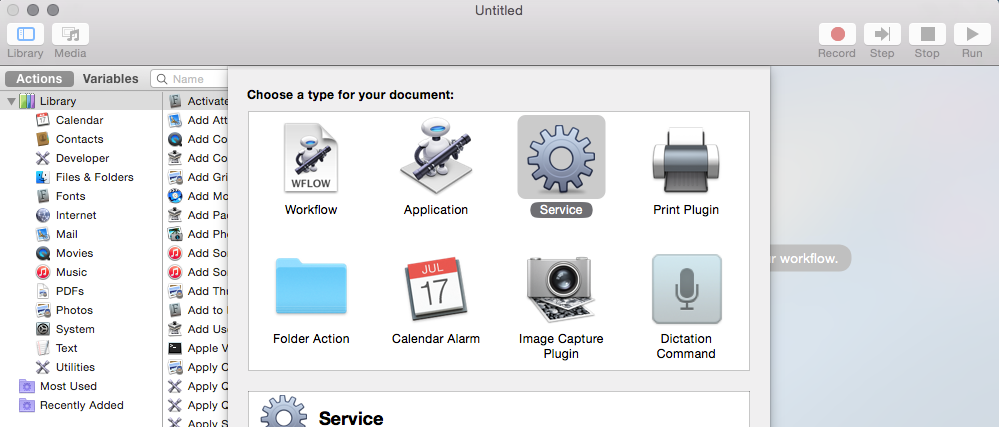 Untitled
Library
Media
Record
Step
Stop
Run
Actions
Variables
Name
Choose a type for your document:
Library
Calendar
Contacts
Developer
Files & Folders
Fonts
Internet
Mail
Movies
Music
PDFs
Photos
System
Text
Utilities
Most Used
Recently Added
Activate
Add Att
Add Co
Add Co
Add Gri
Add Mo
Add Pa
Add Pho
Add So
Add So
Add Thr
Add to
Add Use
Apple V
Apply C
Apply Q
Apply Q
Apply S
WFLOW
Workflow
Application
Service
Print Plugin
JUL
17
Folder Action
Calendar Alarm
Image Capture
Plugin
Dictation
Command
Service
r workflow.